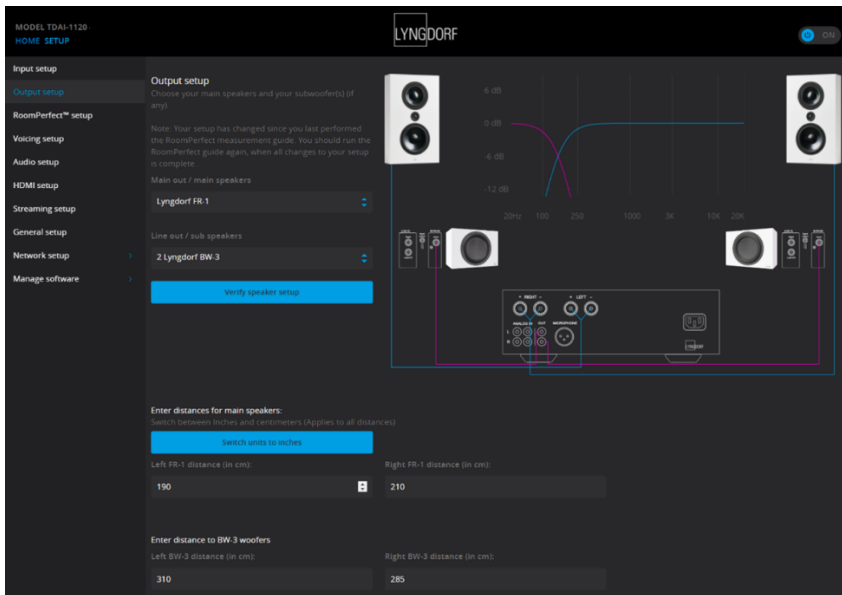 MODEL TDAI-1120
HOME SETUP
LYNGDORF
ON
Input setup
Output setup
RoomPerfect™ setup
Voicing setup
Audio setup
HDMI setup
Streaming setup
General setup
Network setup
Manage software
Output setup
Choose your main speakers and your subwoofer(s) (if
any)
Note: Your setup has changed since you last performed
the RoomPerfect measurement guide. You should run the
RoomPerfect guide again, when all changes to your setup
is complete
Main out / main speakers
Lyngdorf FR-1
Line out / sub speakers
2 Lyngdorf BW-3
Verify speaker setup
6 dB
0 dB
-6 dB
-12 dB
20Hz 100 250 1000 3K 10K 20K
+ RIGHT - + LEFT -
ANALOG IN OUT MICROPHONE
L
R
LYNGDORF
Enter distances for main speakers:
Switch between Inches and centimeters (Applies to all distances)
Switch units to inches
Left FR-1 distance (in cm):
Right FR-1 distance (in cm):
190
210
Enter distance to BW-3 woofers
Left BW-3 distance (in cm):
Right BW-3 distance (in cm):
310
285